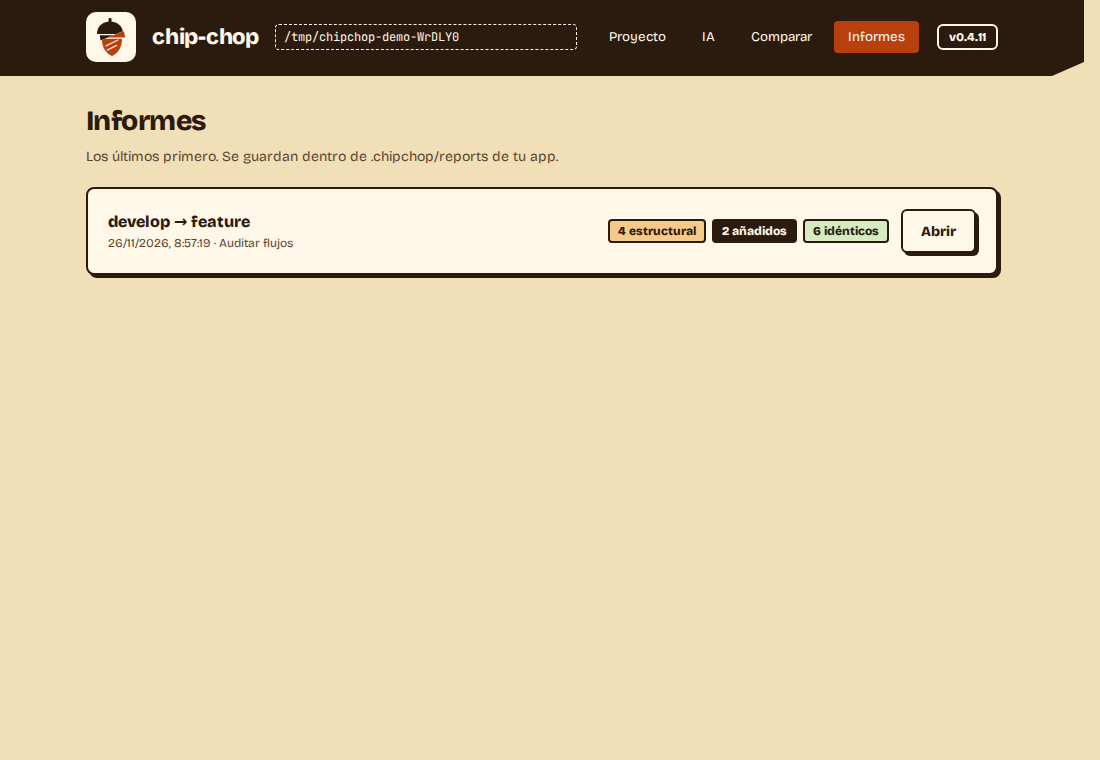 chip-chop
/tmp/chipchop-demo-WrDLY0
Proyecto
IA
Comparar
Informes
v0.4.11
Informes
Los últimos primero. Se guardan dentro de .chipchop/reports de tu app.
develop → feature
26/11/2026, 8:57:19 · Auditar flujos
4 estructural
2 añadidos
6 idénticos
Abrir